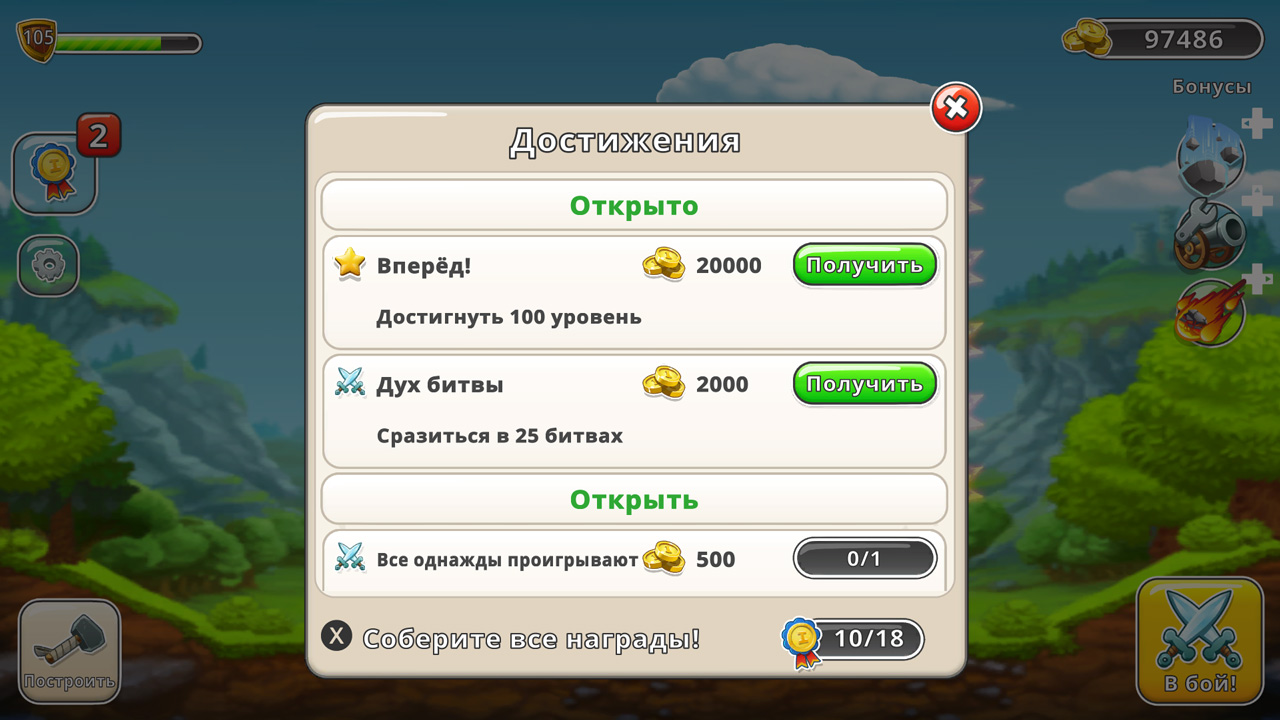 105
97486
Бонусы
2
Достижения
Открыто
Вперёд!
20000
Получить
Достигнуть 100 уровень
Дух битвы
2000
Получить
Сразиться в 25 битвах
Открыть
Все однажды проигрывают
500
0/1
X Соберите все награды!
10/18
Построить
В бой!